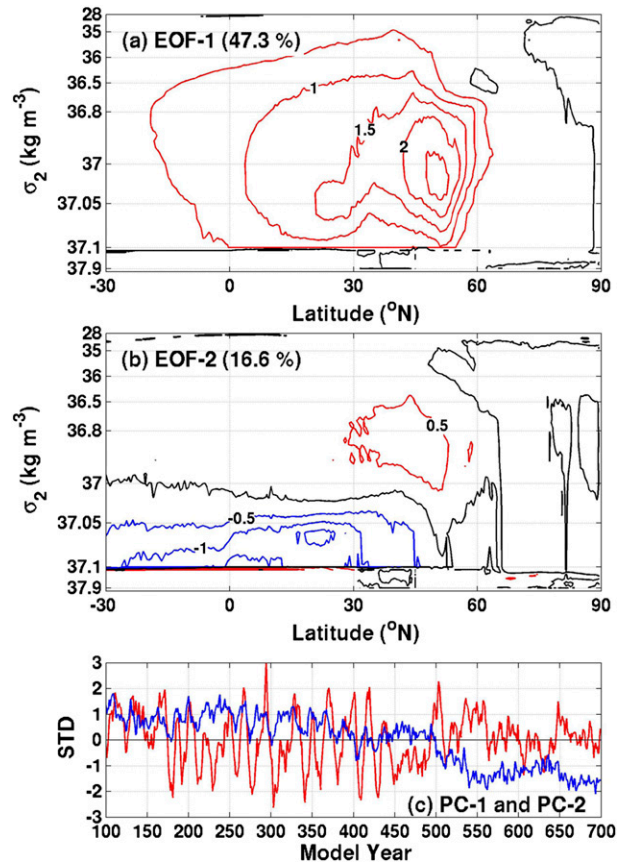 28
35
(a) EOF-1 (47.3 %)
36
36.5
1
36.8
1.5
σ2 (kg m-3)
37
2
37.05
37.1
37.9
-30 0 30 60 90
Latitude (oN)
28
35
(b) EOF-2 (16.6 %)
36
36.5
0.5
36.8
σ2 (kg m-3)
37
-0.5
37.05
-1
37.1
37.9
-30 0 30 60 90
Latitude (oN)
3
2
1
STD
0
-1
-2
(c) PC-1 and PC-2
-3
100 150 200 250 300 350 400 450 500 550 600 650 700
Model Year